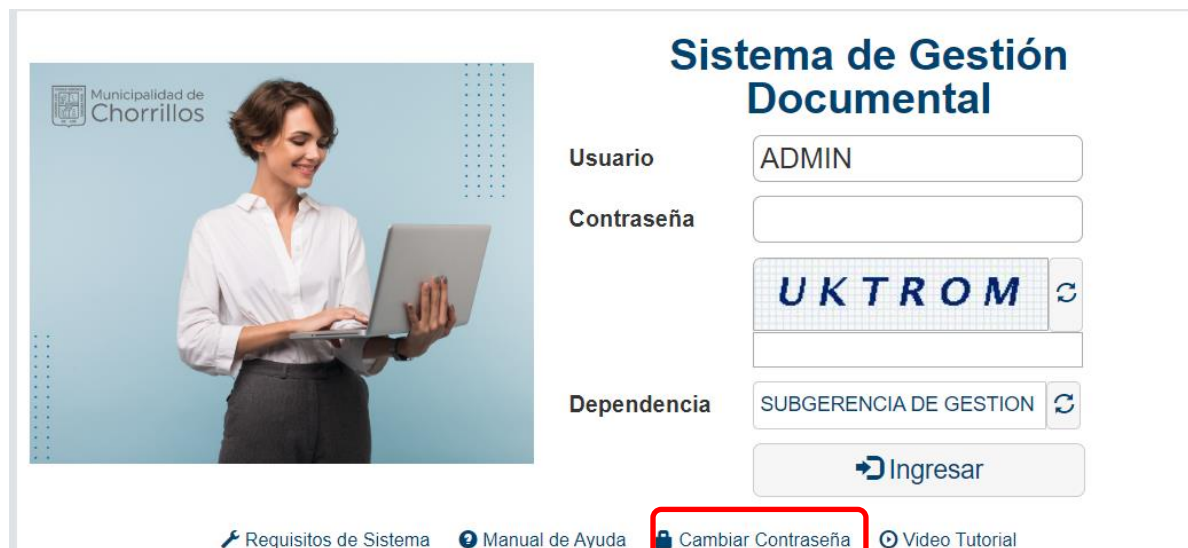 Municipalidad de
Chorrillos
Sistema de Gestión
Documental
Usuario
ADMIN
Contraseña
UKTROM
Dependencia
SUBGERENCIA DE GESTION
Ingresar
Requisitos de Sistema
Manual de Ayuda
Cambiar Contraseña
Video Tutorial